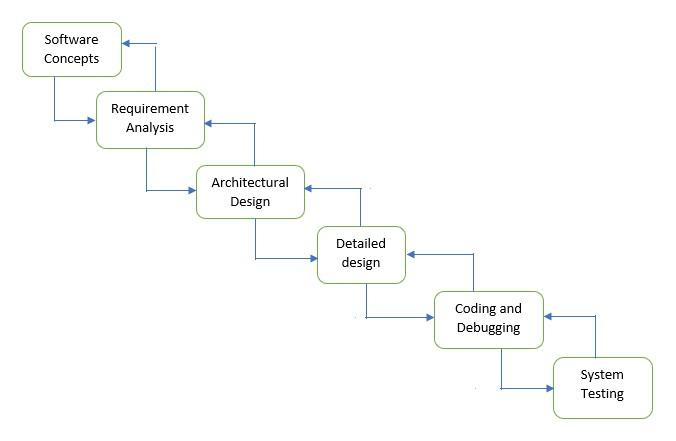 Software
Concepts
Requirement
Analysis
Architectural
Design
Detailed
design
Coding and
Debugging
System
Testing